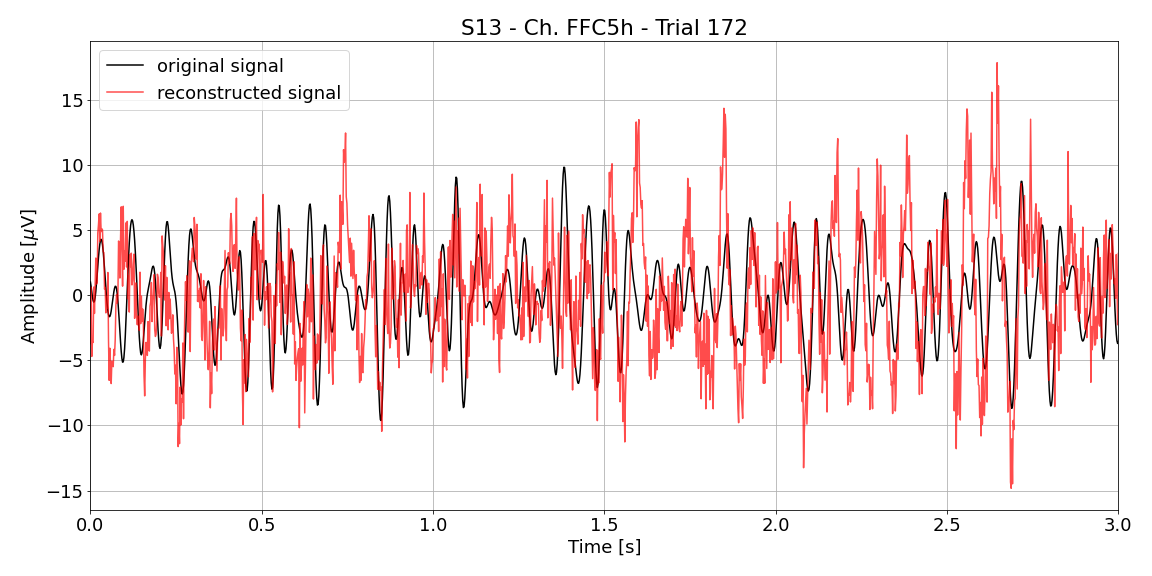 S13 - Ch. FFC5h - Trial 172
original signal
reconstructed signal
Amplitude [μV]
15
10
5
0
−5
−10
−15
0.0 0.5 1.0 1.5 2.0 2.5 3.0
Time [s]